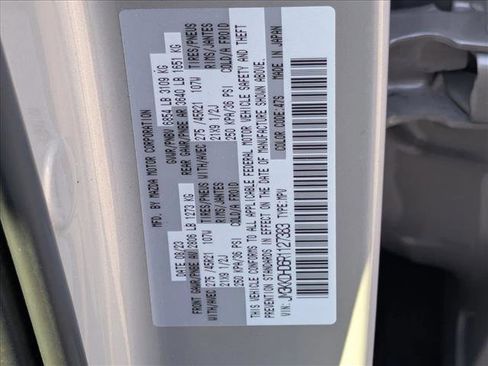 MFD. BY MAZDA MOTOR CORPORATION
DATE 08/23 GVWR/PNBV 6854 LB 3109 KG
FRONT GAWR/PNBE AV 2806 LB 1273 KG REAR GAWR/PNBE AR 3640 LB 1651 KG
WITH/AVEC 275 /45R21 107W TIRES/PNEUS WITH/AVEC 275 /45R21 107W TIRES/PNEUS
21X9 1/2J RIMS/JANTES 21X9 1/2J RIMS/JANTES
250 KPA/36 PSI COLD/A FROID 250 KPA/36 PSI COLD/A FROID
THIS VEHICLE CONFORMS TO ALL APPLICABLE FEDERAL MOTOR VEHICLE SAFETY AND THEFT
PREVENTION STANDARDS IN EFFECT ON THE DATE OF MANUFACTURE SHOWN ABOVE.
VIN: TYPE: MPV COLOR CODE: 47S MADE IN JAPAN